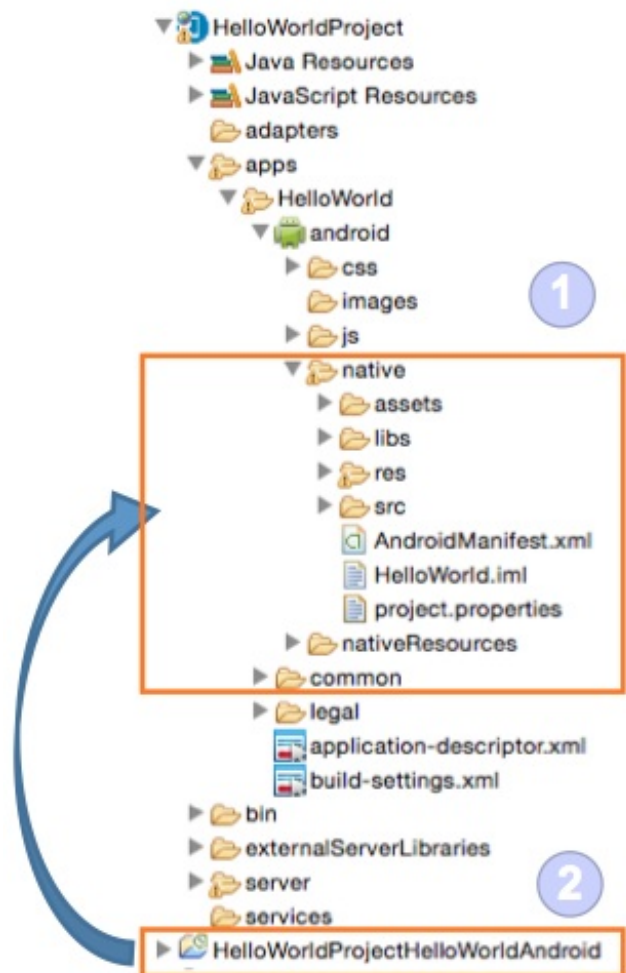 HelloWorldProject
Java Resources
JavaScript Resources
adapters
apps
HelloWorld
android
css
images
1
js
native
assets
libs
res
src
AndroidManifest.xml
HelloWorld.iml
project.properties
nativeResources
common
legal
application-descriptor.xml
build-settings.xml
bin
externalServerLibraries
server
2
services
HelloWorldProjectHelloWorldAndroid